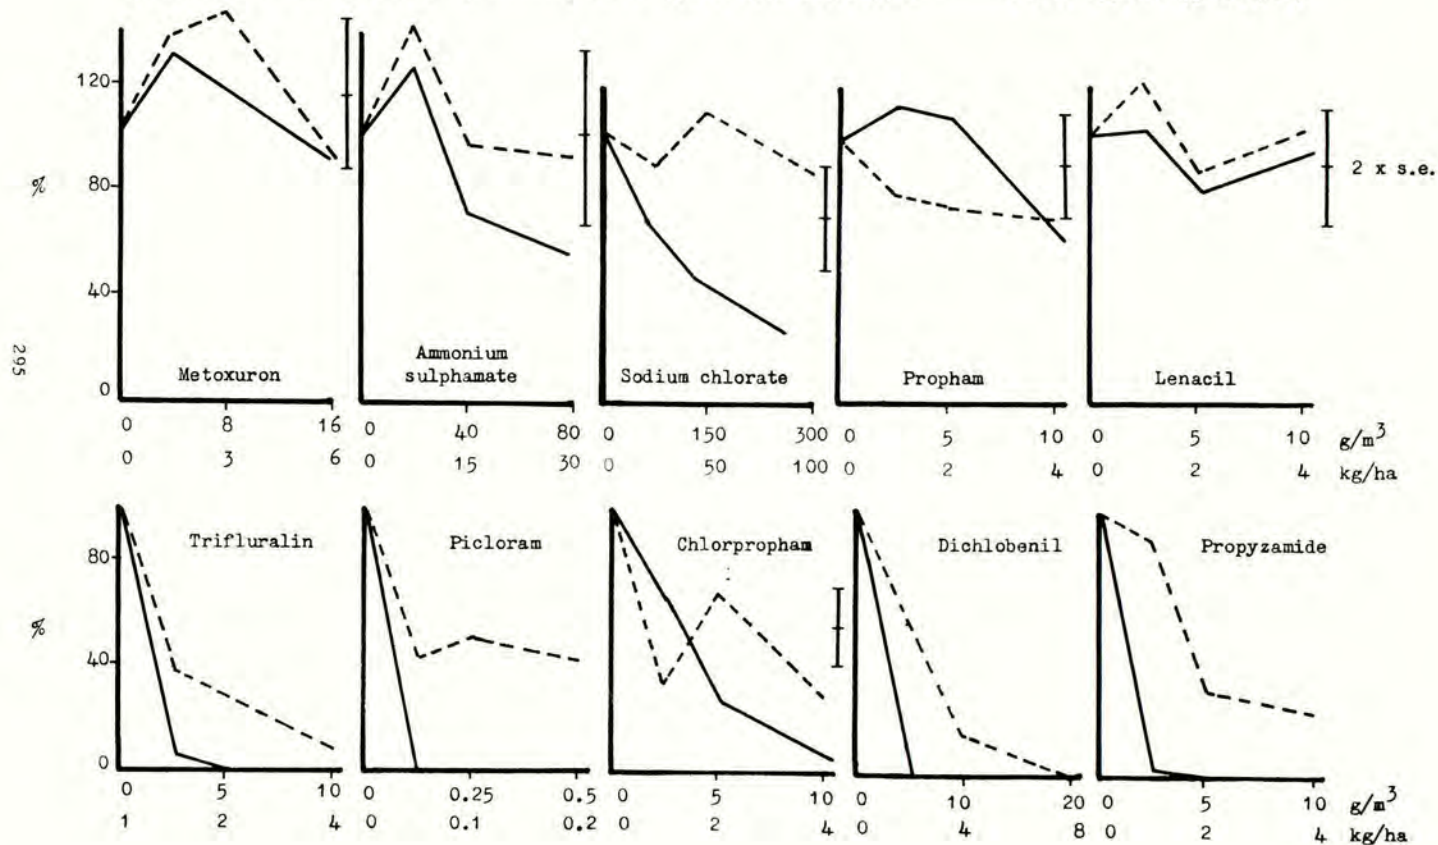 120
80
%
40
0
295
Metoxuron
Ammonium
sulphamate
Sodium chlorate
Propham
Lenacil
2 x s.e.
0 8 16 0 40 80 0 150 300 0 5 10 0 5 10 g/m³
0 3 6 0 15 30 0 50 100 0 2 4 0 2 4 kg/ha
80
%
40
0
Trifluralin
Picloram
Chlorpropham
Dichlobenil
Propyzamide
0 5 10 0 0.25 0.5 0 5 10 0 10 20 0 5 10 g/m³
1 2 4 0 0.1 0.2 0 2 4 0 4 8 0 2 4 kg/ha